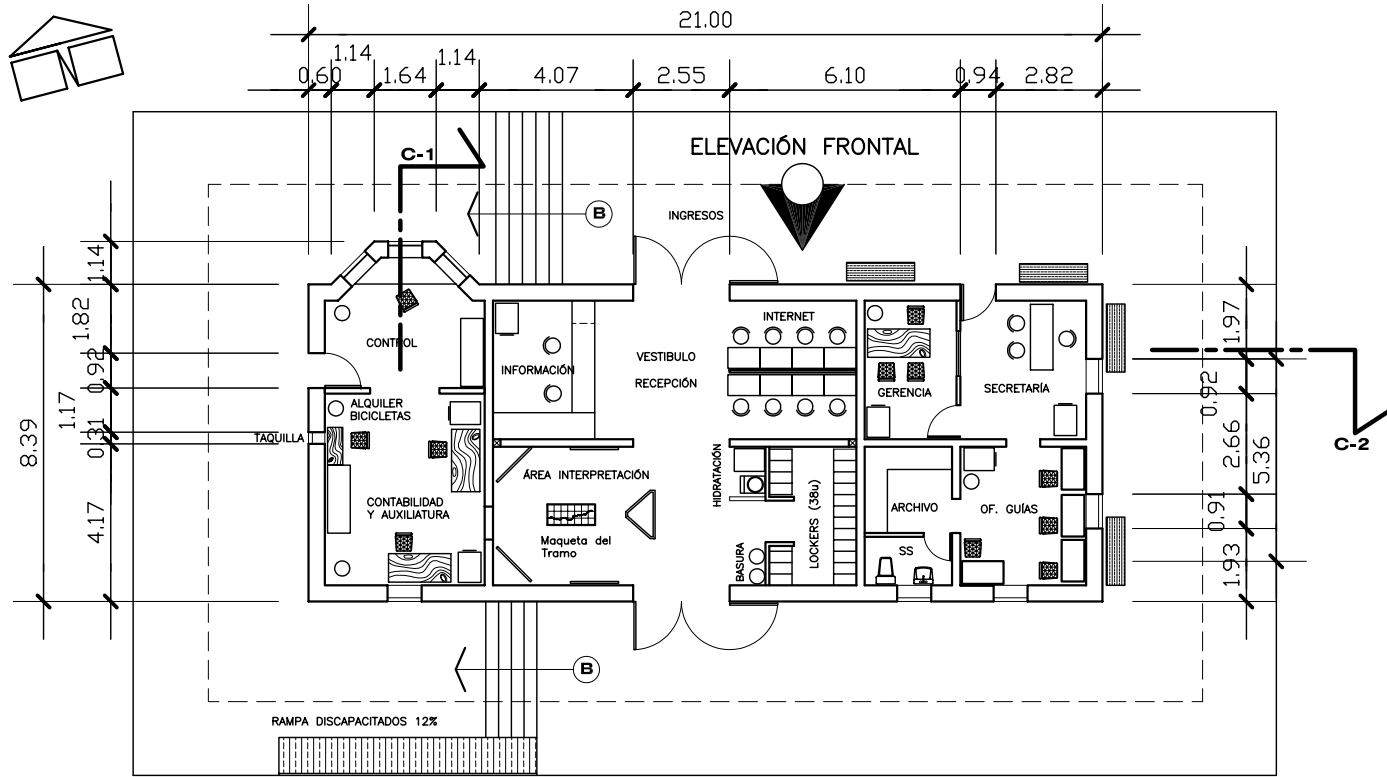 21.00
0.60
1.14
1.64
1.14
4.07
2.55
6.10
0.94
2.82
ELEVACIÓN FRONTAL
C-1
B
INGRESOS
1.14
1.82
0.92
1.17
0.31
4.17
8.39
CONTROL
INFORMACIÓN
VESTIBULO
RECEPCIÓN
INTERNET
GERENCIA
SECRETARÍA
1.97
0.92
2.66
5.36
0.91
1.93
C-2
ALQUILER
BICICLETAS
TAQUILLA
CONTABILIDAD
Y AUXILIATURA
ÁREA INTERPRETACIÓN
Maqueta del
Tramo
HIDRATACIÓN
BASURA
LOCKERS (38u)
ARCHIVO
OF. GUÍAS
SS
B
RAMPA DISCAPACITADOS 12%